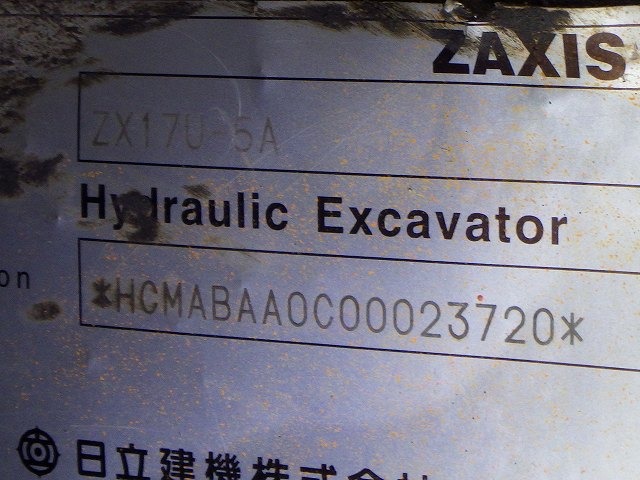 ZAXIS
ZX17U-5A
Hydraulic Excavator
on
*HCMABAA0C00023720*
日立建機株式会社